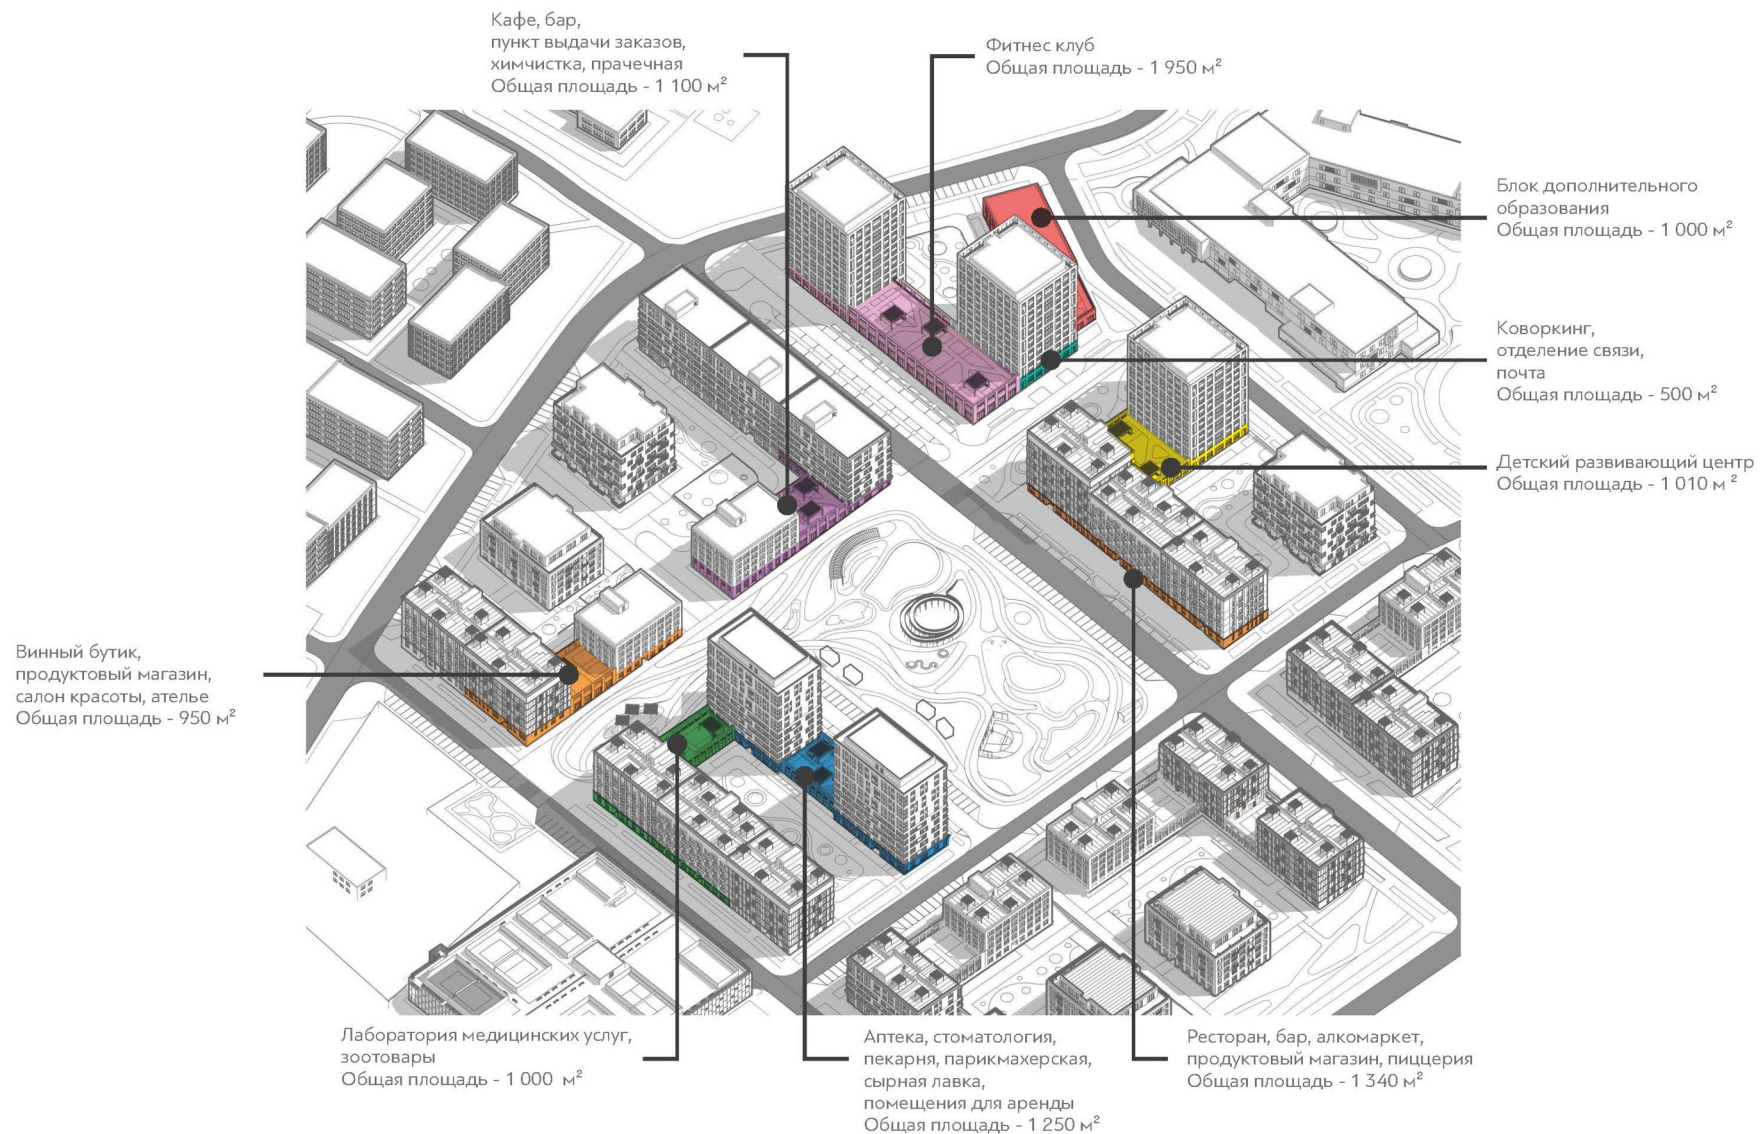 Кафе, бар,
пункт выдачи заказов,
химчистка, прачечная
Общая площадь - 1 100 м²
Фитнес клуб
Общая площадь - 1 950 м²
Блок дополнительного
образования
Общая площадь - 1 000 м²
Коворкинг,
отделение связи,
почта
Общая площадь - 500 м²
Детский развивающий центр
Общая площадь - 1 010 м²
Винный бутик,
продуктовый магазин,
салон красоты, ателье
Общая площадь - 950 м²
Лаборатория медицинских услуг,
зоотовары
Общая площадь - 1 000 м²
Аптека, стоматология,
пекарня, парикмахерская,
сырная лавка,
помещения для аренды
Общая площадь - 1 250 м²
Ресторан, бар, алкомаркет,
продуктовый магазин, пиццерия
Общая площадь - 1 340 м²